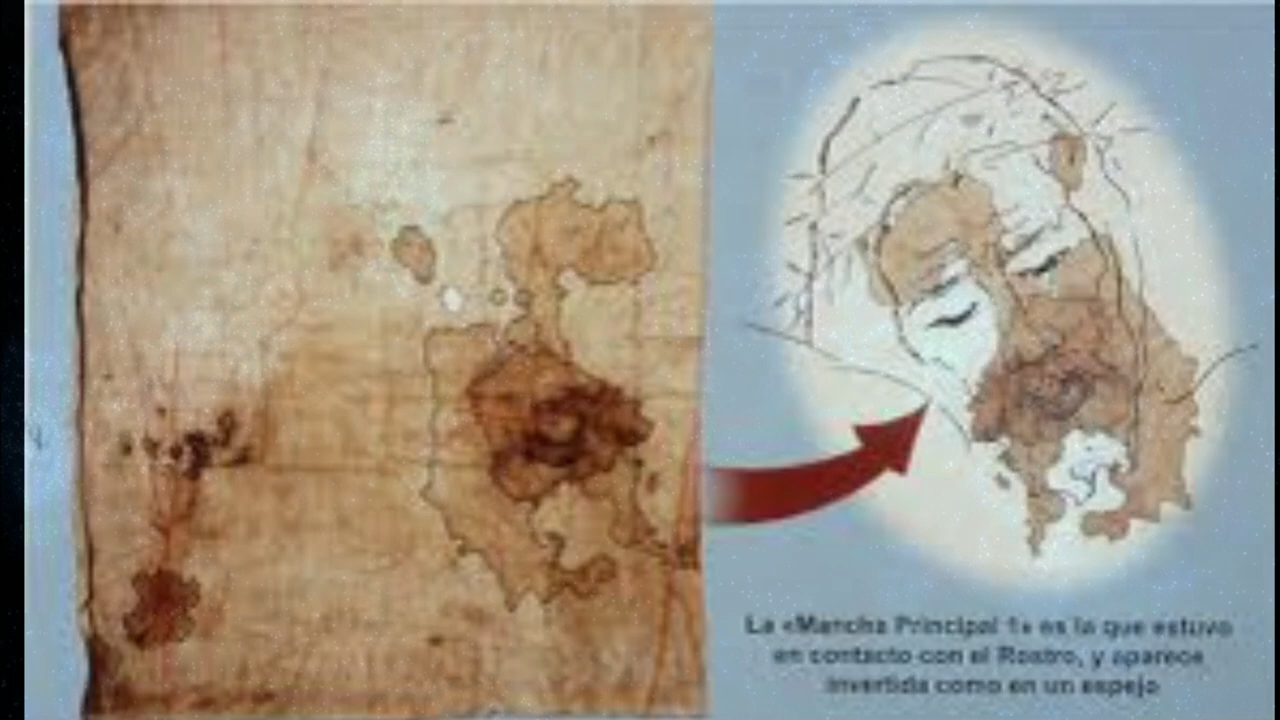 La «Mancha Principal 1» es la que estuvo
en contacto con el Rostro, y aparece
invertida como en un espejo